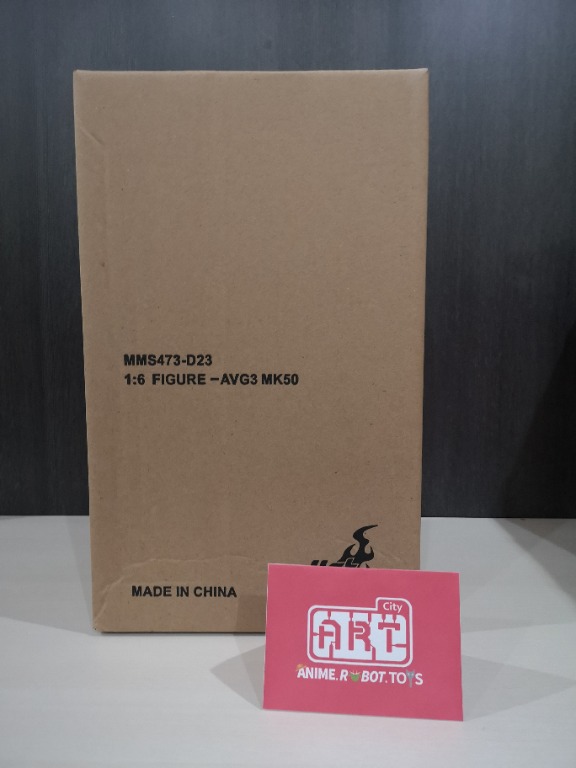 MMS473-D23
1:6 FIGURE -AVG3 MK50
MADE IN CHINA
City
ART
ANIME.ROBOT.TOYS